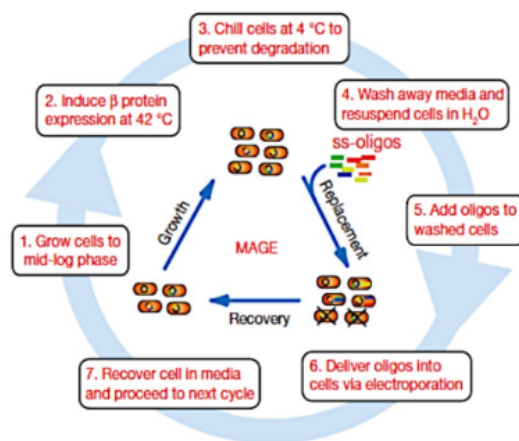 3. Chill cells at 4 °C to
prevent degradation
2. Induce β protein
expression at 42 °C
4. Wash away media and
resuspend cells in H₂O
ss-oligos
Growth
Replacement
MAGE
1. Grow cells to
mid-log phase
5. Add oligos to
washed cells
Recovery
7. Recover cell in media
and proceed to next cycle
6. Deliver oligos into
cells via electroporation